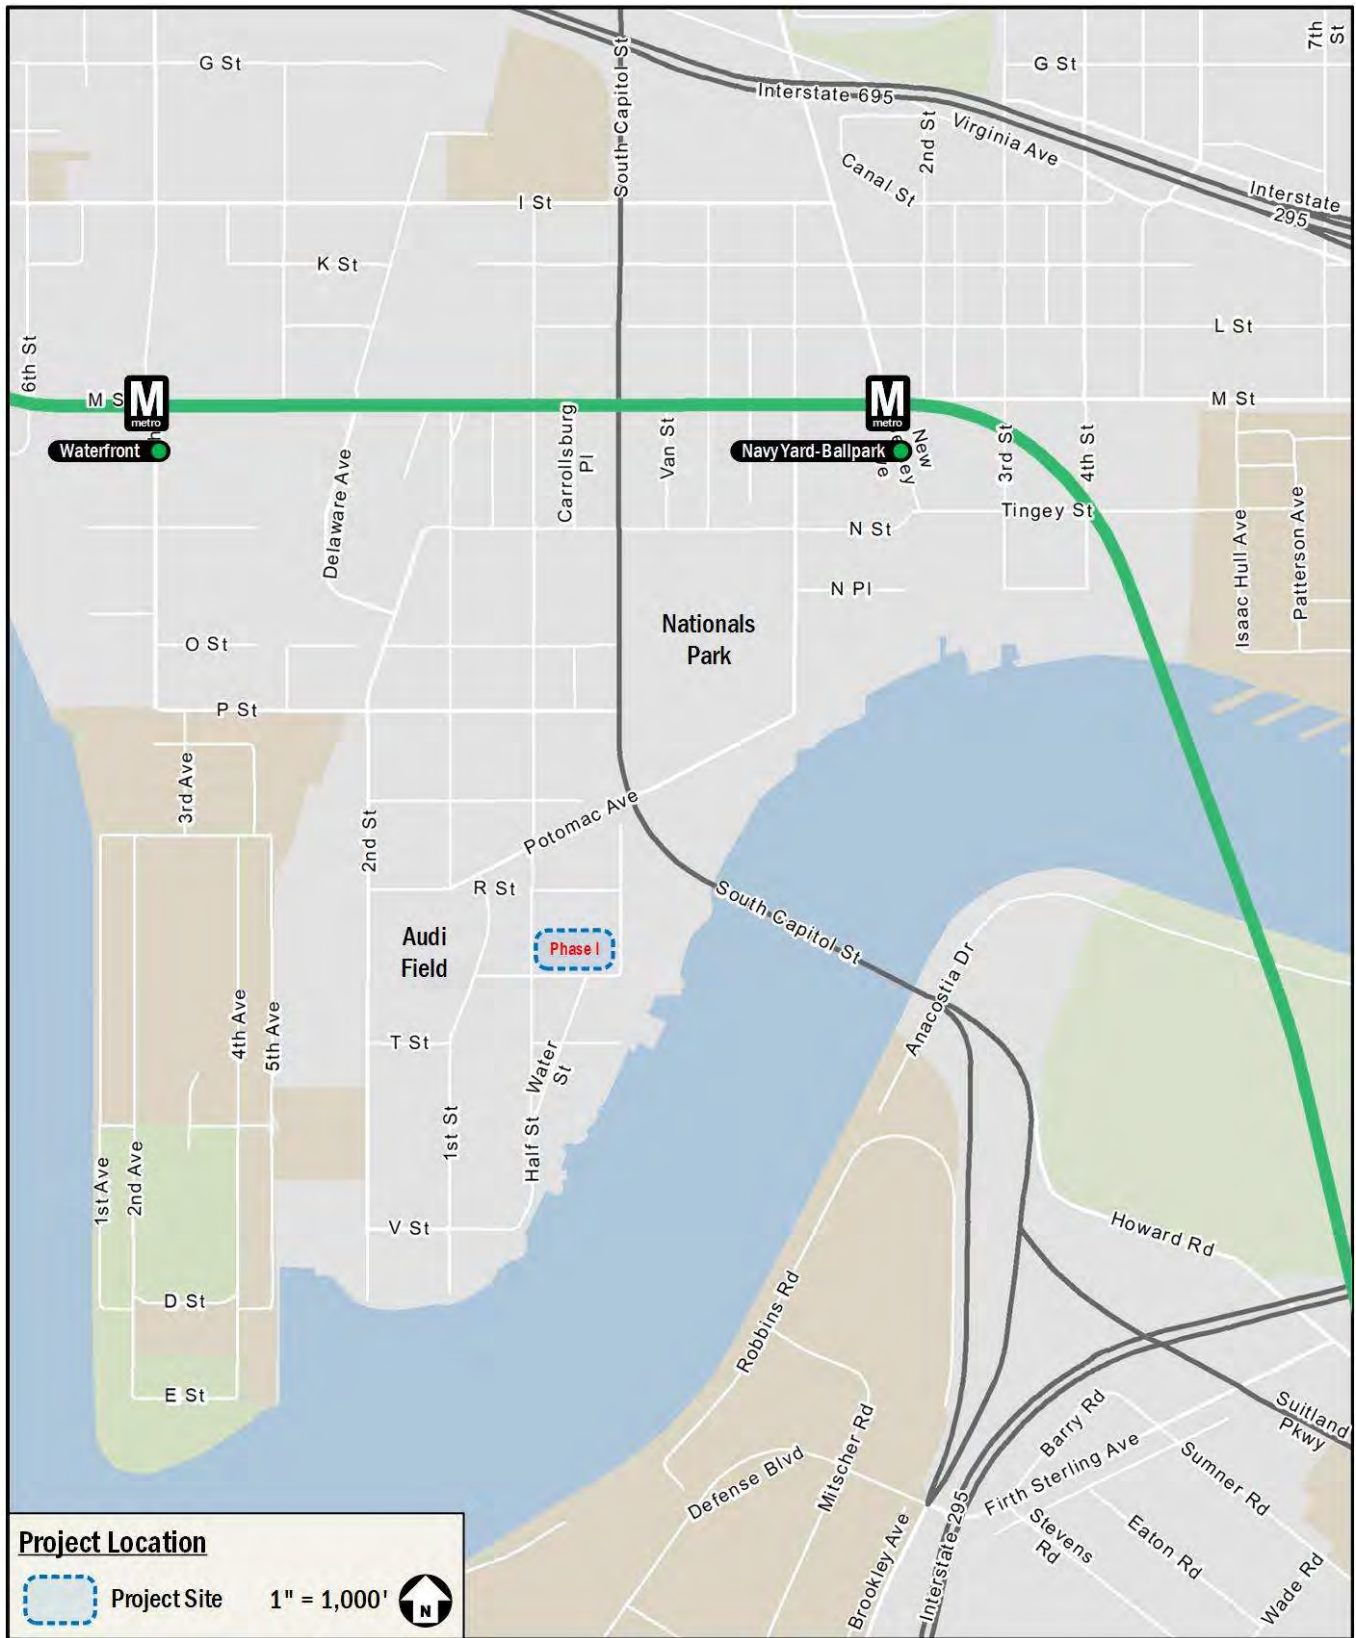 7th
St
G St
G St
South Capitol St
Interstate 695
Virginia Ave
2nd St
Canal St
Interstate
295
I St
K St
L St
6th St
M S
M
metro
Waterfront
h
M
metro
Navy Yard-Ballpark
New
M St
Carrollsburg
Pl
Van St
3rd St
4th St
Delaware Ave
Tingey St
N St
N Pl
Isaac Hull Ave
Patterson Ave
Nationals
Park
O St
P St
3rd Ave
2nd St
Potomac Ave
R St
South Capitol St
Audi
Field
Phase I
Anacostia Dr
4th Ave
5th Ave
T St
Water
St
1st St
Half St
1st Ave
2nd Ave
V St
Howard Rd
D St
Robbins Rd
E St
Suitland
Pkwy
Barry Rd
Mitscher Rd
Defense Blvd
Firth Sterling Ave
Sumner Rd
Brookley Ave
Interstate 295
Stevens
Rd
Eaton Rd
Wade Rd
Project Location
Project Site
1" = 1,000'
N